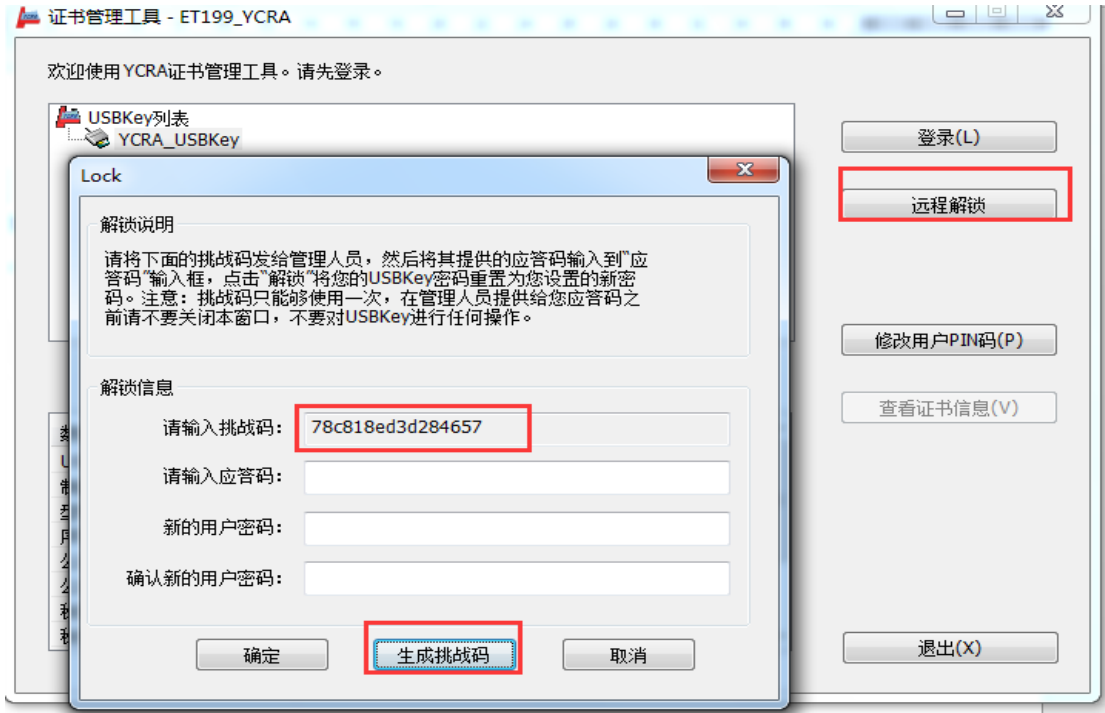 证书管理工具 - ET199_YCRA
欢迎使用YCRA证书管理工具。请先登录。
USBKey列表
YCRA_USBKey
登录(L)
远程解锁
修改用户PIN码(P)
查看证书信息(V)
退出(X)
Lock
解锁说明
请将下面的挑战码发给管理人员，然后将其提供的应答码输入到"应
答码"输入框，点击"解锁"将您的USBKey密码重置为您设置的新密
码。注意：挑战码只能够使用一次，在管理人员提供给您应答码之
前请不要关闭本窗口，不要对USBKey进行任何操作。
解锁信息
请输入挑战码：
78c818ed3d284657
请输入应答码：
新的用户密码：
确认新的用户密码：
确定
生成挑战码
取消